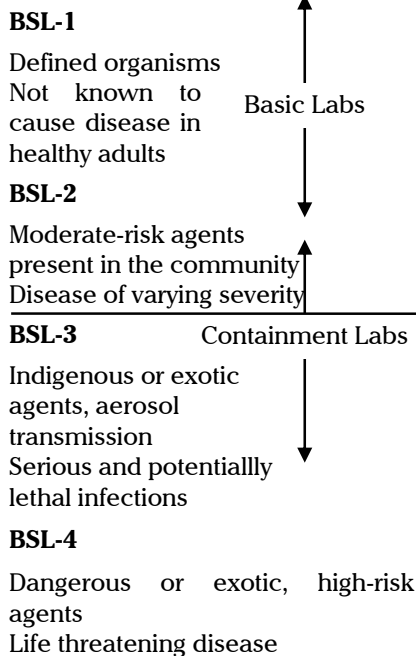 BSL-1
Defined organisms
Not known to
cause disease in
healthy adults
Basic Labs
BSL-2
Moderate-risk agents
present in the community
Disease of varying severity
BSL-3
Containment Labs
Indigenous or exotic
agents, aerosol
transmission
Serious and potentiallly
lethal infections
BSL-4
Dangerous or exotic, high-risk
agents
Life threatening disease